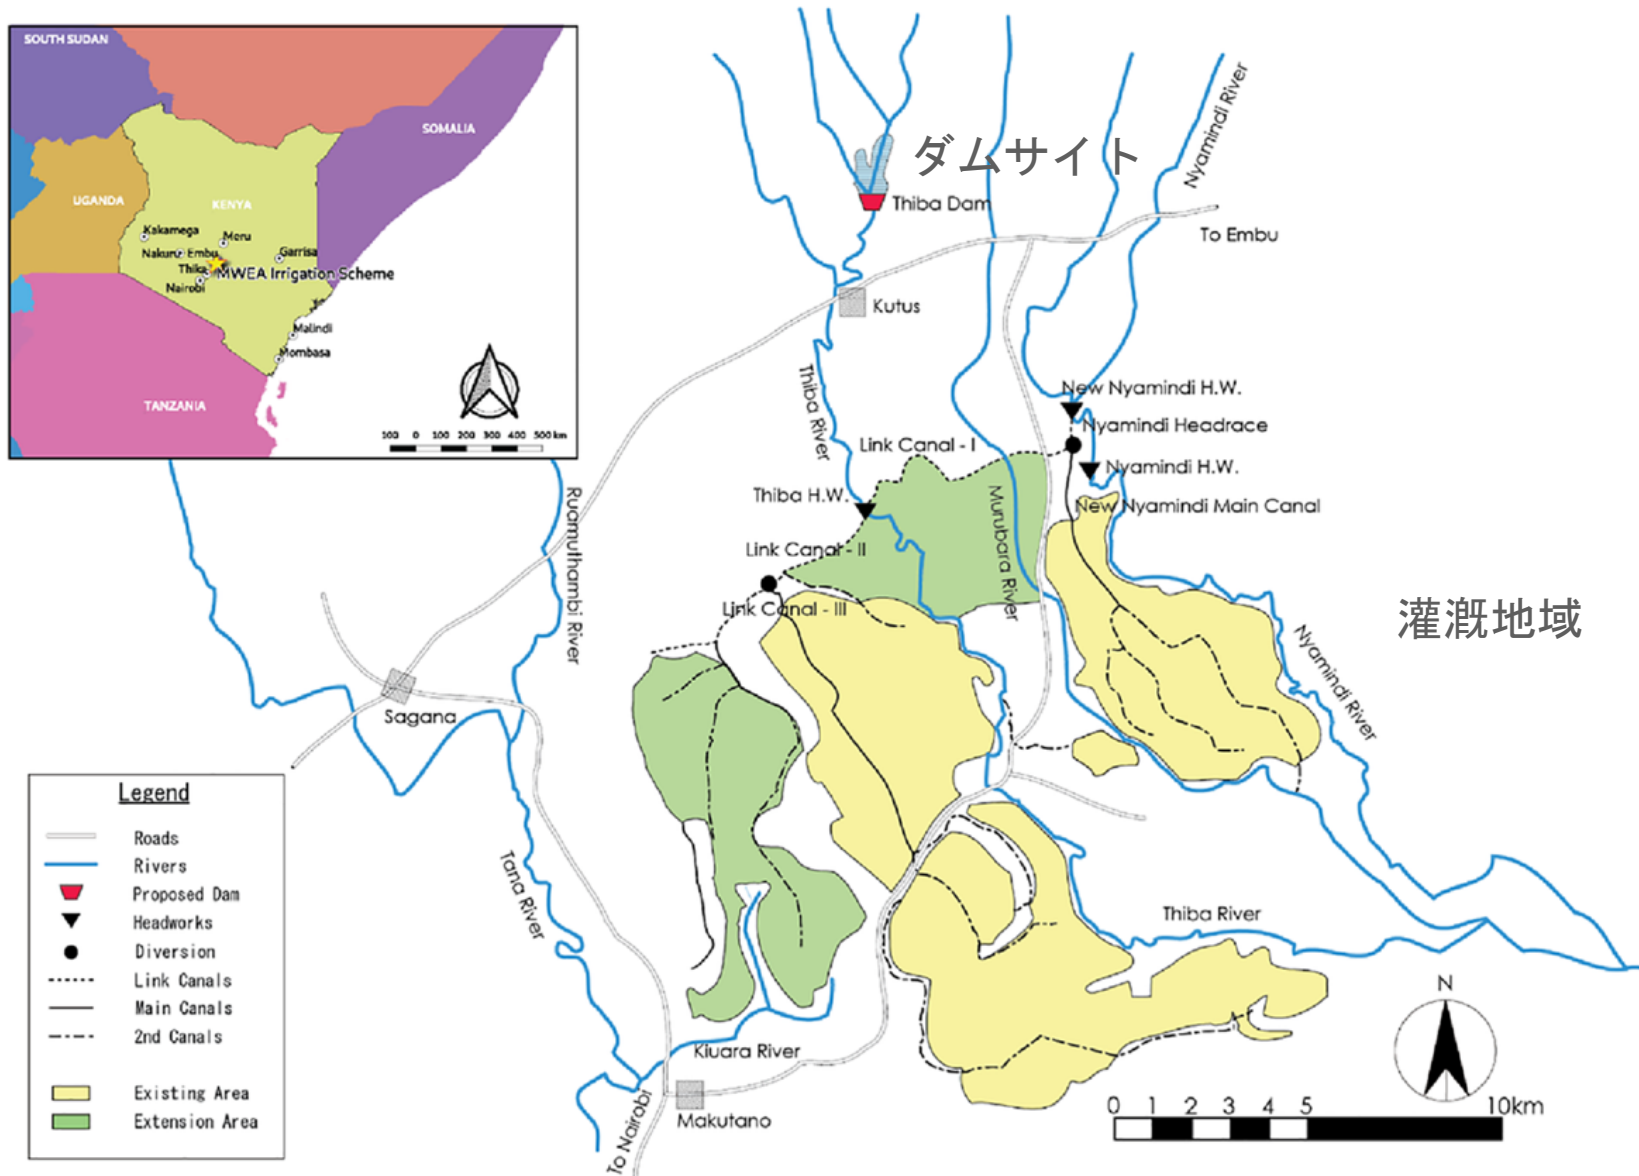 SOUTH SUDAN
SOMALIA
UGANDA
KENYA
Kakamega
Meru
Nakuru
Embu
Garrisa
Thika
MWEA Irrigation Scheme
Nairobi
Malindi
Mombasa
TANZANIA
100 0 100 200 300 400 500 km
ダムサイト
Thiba Dam
Nyamindi River
To Embu
Kutus
Thiba River
New Nyamindi H.W.
Nyamindi Headrace
Link Canal - I
Nyamindi H.W.
Thiba H.W.
New Nyamindi Main Canal
Murubara River
Link Canal - II
Link Canal - III
Ruamuthambi River
灌漑地域
Nyamindi River
Sagana
Tana River
Thiba River
Kiuara River
Makutano
To Nairobi
Legend
Roads
Rivers
Proposed Dam
Headworks
Diversion
Link Canals
Main Canals
2nd Canals
Existing Area
Extension Area
N
0 1 2 3 4 5 10km